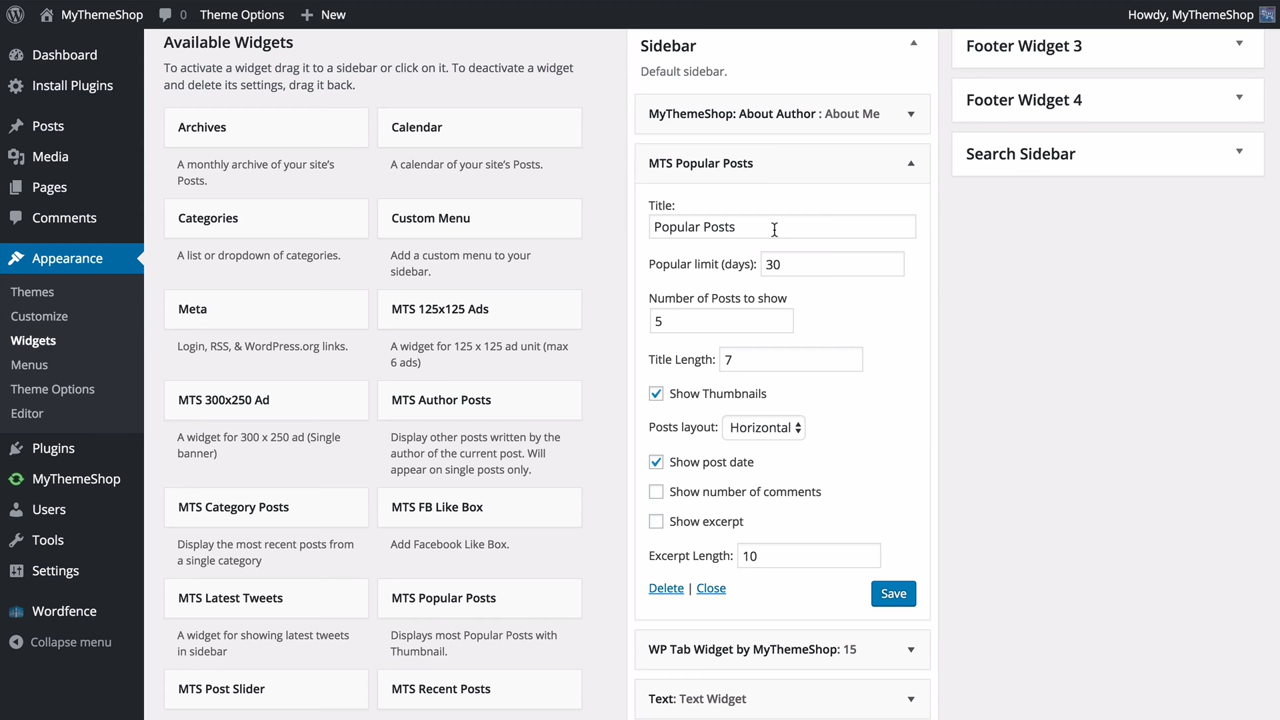 MyThemeShop 0 Theme Options + New Howdy, MyThemeShop
Dashboard
Install Plugins
Posts
Media
Pages
Comments
Appearance
Themes
Customize
Widgets
Menus
Theme Options
Editor
Plugins
MyThemeShop
Users
Tools
Settings
Wordfence
Collapse menu
Available Widgets
To activate a widget drag it to a sidebar or click on it. To deactivate a widget
and delete its settings, drag it back.
Archives
A monthly archive of your site's
Posts.
Calendar
A calendar of your site's Posts.
Categories
A list or dropdown of categories.
Custom Menu
Add a custom menu to your
sidebar.
Meta
Login, RSS, & WordPress.org links.
MTS 125x125 Ads
A widget for 125 x 125 ad unit (max
6 ads)
MTS 300x250 Ad
A widget for 300 x 250 ad (Single
banner)
MTS Author Posts
Display other posts written by the
author of the current post. Will
appear on single posts only.
MTS Category Posts
Display the most recent posts from
a single category
MTS FB Like Box
Add Facebook Like Box.
MTS Latest Tweets
A widget for showing latest tweets
in sidebar
MTS Popular Posts
Displays most Popular Posts with
Thumbnail.
MTS Post Slider
MTS Recent Posts
Sidebar
Default sidebar.
MyThemeShop: About Author : About Me
MTS Popular Posts
Title:
Popular Posts
Popular limit (days): 30
Number of Posts to show
5
Title Length: 7
Show Thumbnails
Posts layout: Horizontal
Show post date
Show number of comments
Show excerpt
Excerpt Length: 10
Delete | Close Save
WP Tab Widget by MyThemeShop: 15
Text: Text Widget
Footer Widget 3
Footer Widget 4
Search Sidebar